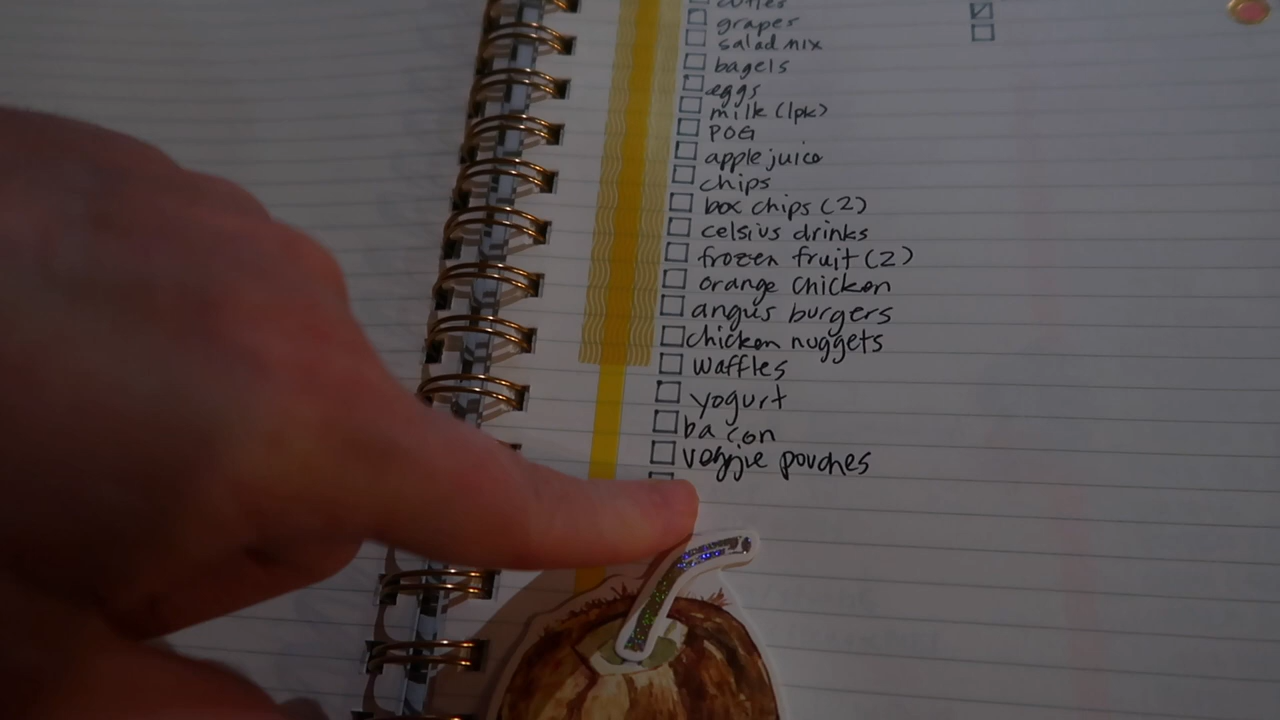 cuties
grapes
salad mix
bagels
eggs
milk (1pk)
POG
apple juice
chips
box chips (2)
celsius drinks
frozen fruit (2)
orange chicken
angus burgers
chicken nuggets
waffles
yogurt
bacon
veggie pouches